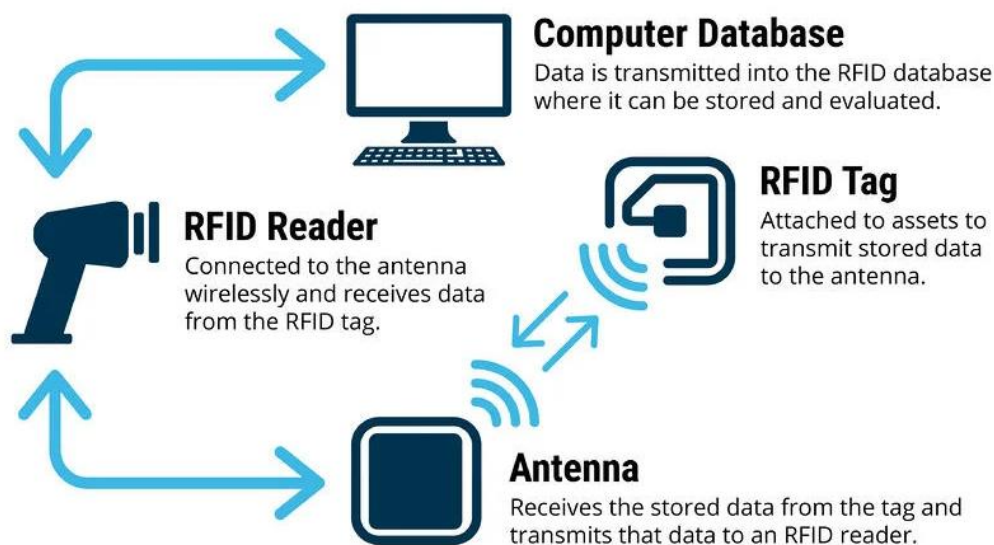 Computer Database
Data is transmitted into the RFID database
where it can be stored and evaluated.
RFID Tag
Attached to assets to
transmit stored data
to the antenna.
RFID Reader
Connected to the antenna
wirelessly and receives data
from the RFID tag.
Antenna
Receives the stored data from the tag and
transmits that data to an RFID reader.